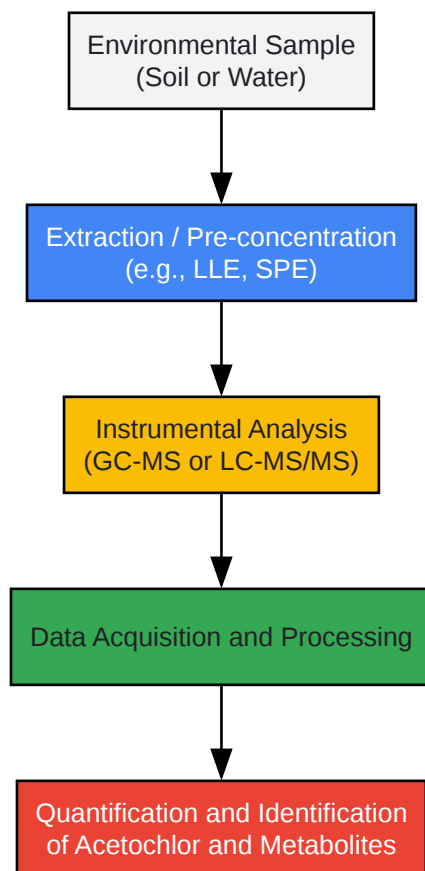 Environmental Sample
(Soil or Water)
Extraction / Pre-concentration
(e.g., LLE, SPE)
Instrumental Analysis
(GC-MS or LC-MS/MS)
Data Acquisition and Processing
Quantification and Identification
of Acetochlor and Metabolites